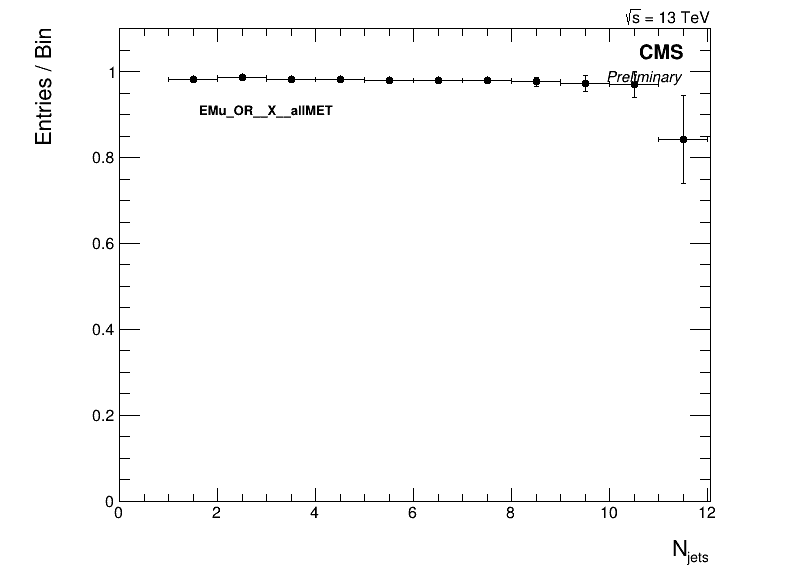 √s = 13 TeV
CMS
Preliminary
EMu_OR__X__allMET
Entries / Bin
1
0.8
0.6
0.4
0.2
0
0 2 4 6 8 10 12
N_jets